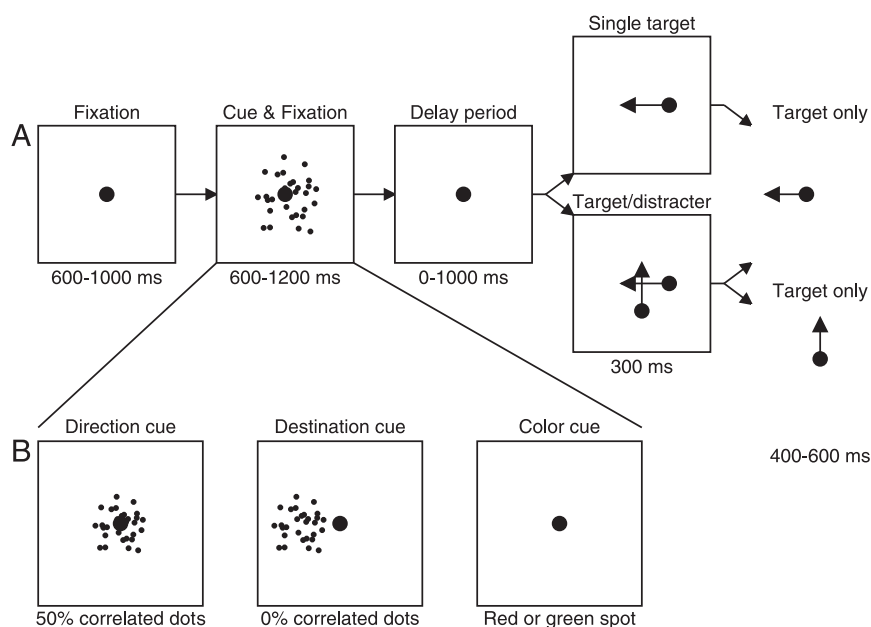 Single target
A
Fixation
Cue & Fixation
Delay period
Target only
Target/distracter
600-1000 ms
600-1200 ms
0-1000 ms
Target only
300 ms
B
Direction cue
Destination cue
Color cue
400-600 ms
50% correlated dots
0% correlated dots
Red or green spot